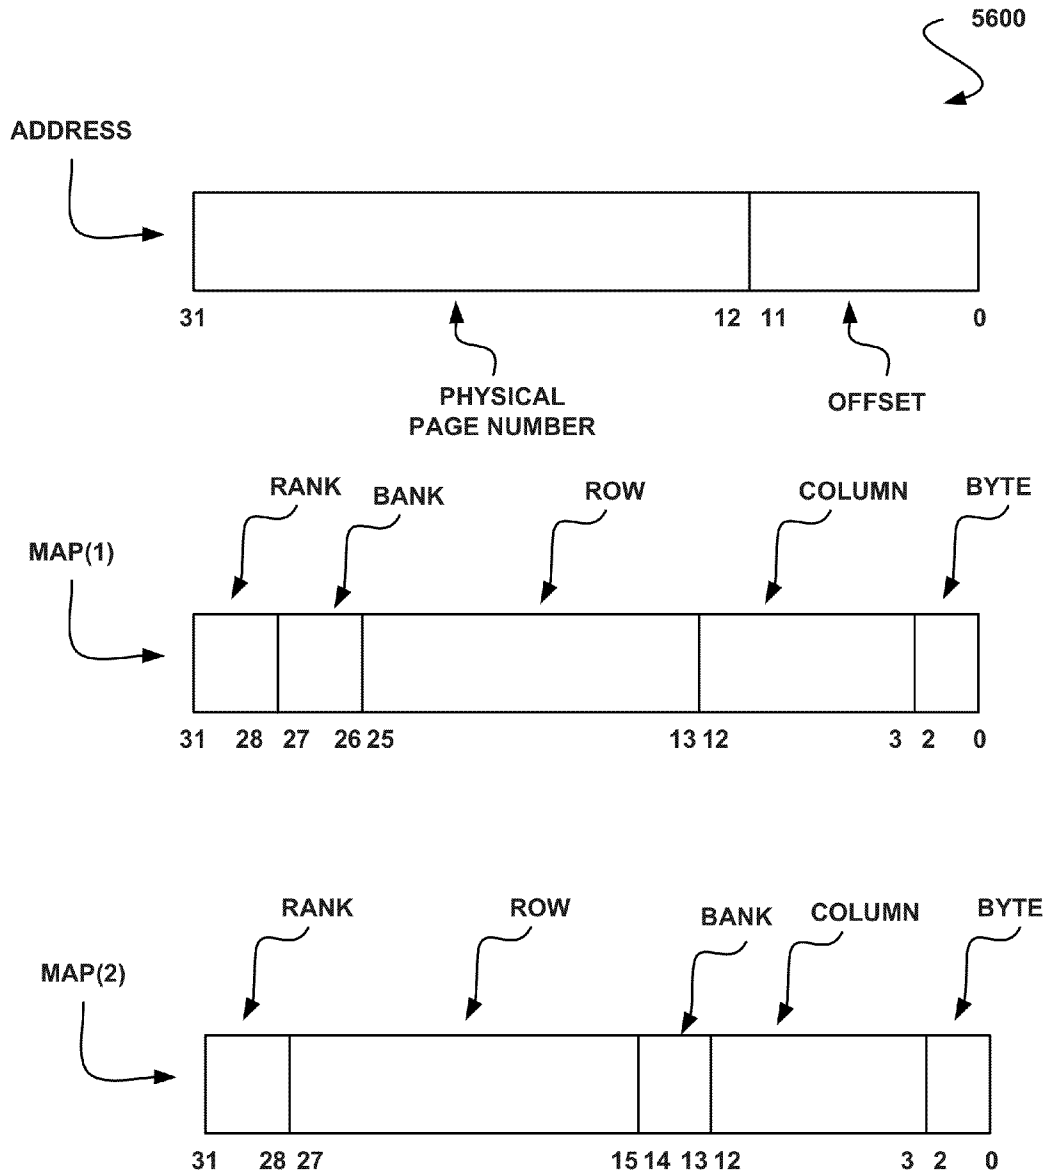 5600
ADDRESS
31 12 11 0
PHYSICAL
PAGE NUMBER
OFFSET
RANK BANK ROW COLUMN BYTE
MAP(1)
31 28 27 26 25 13 12 3 2 0
RANK ROW BANK COLUMN BYTE
MAP(2)
31 28 27 15 14 13 12 3 2 0